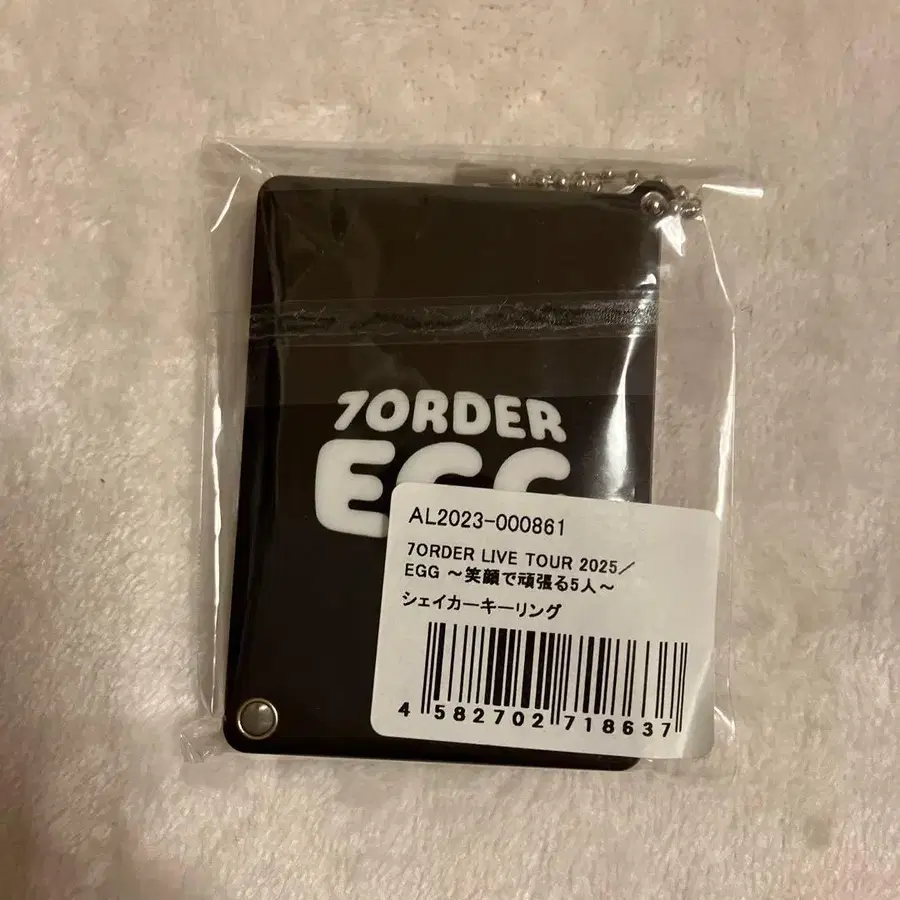 7ORDER
EGG
AL2023-000861
7ORDER LIVE TOUR 2025／
EGG ～笑顔で頑張る5人～
シェイカーキーリング
4 582702 718637